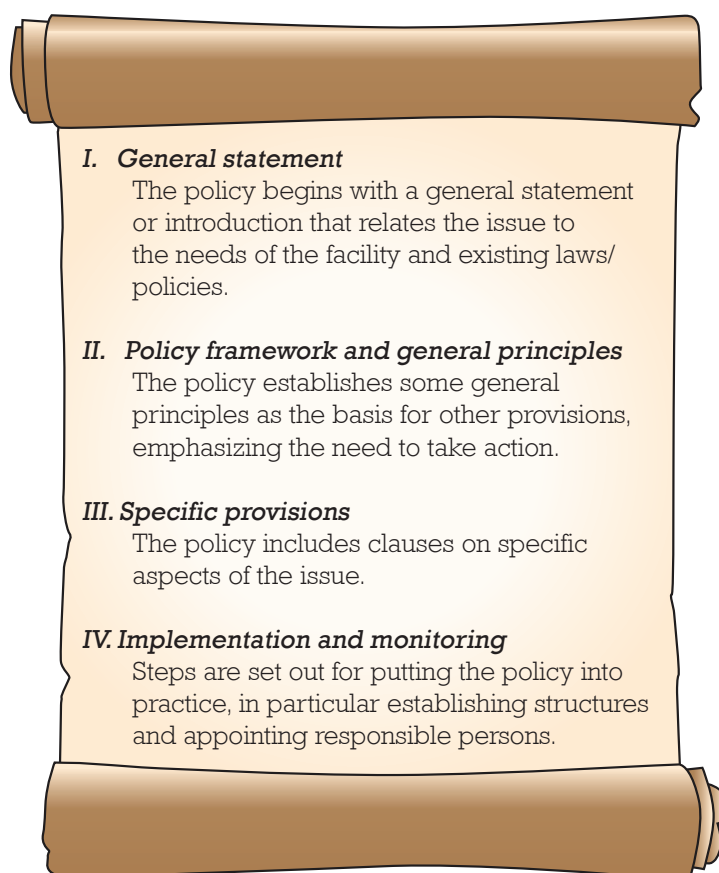 I. General statement
The policy begins with a general statement
or introduction that relates the issue to
the needs of the facility and existing laws/
policies.
II. Policy framework and general principles
The policy establishes some general
principles as the basis for other provisions,
emphasizing the need to take action.
III. Specific provisions
The policy includes clauses on specific
aspects of the issue.
IV. Implementation and monitoring
Steps are set out for putting the policy into
practice, in particular establishing structures
and appointing responsible persons.